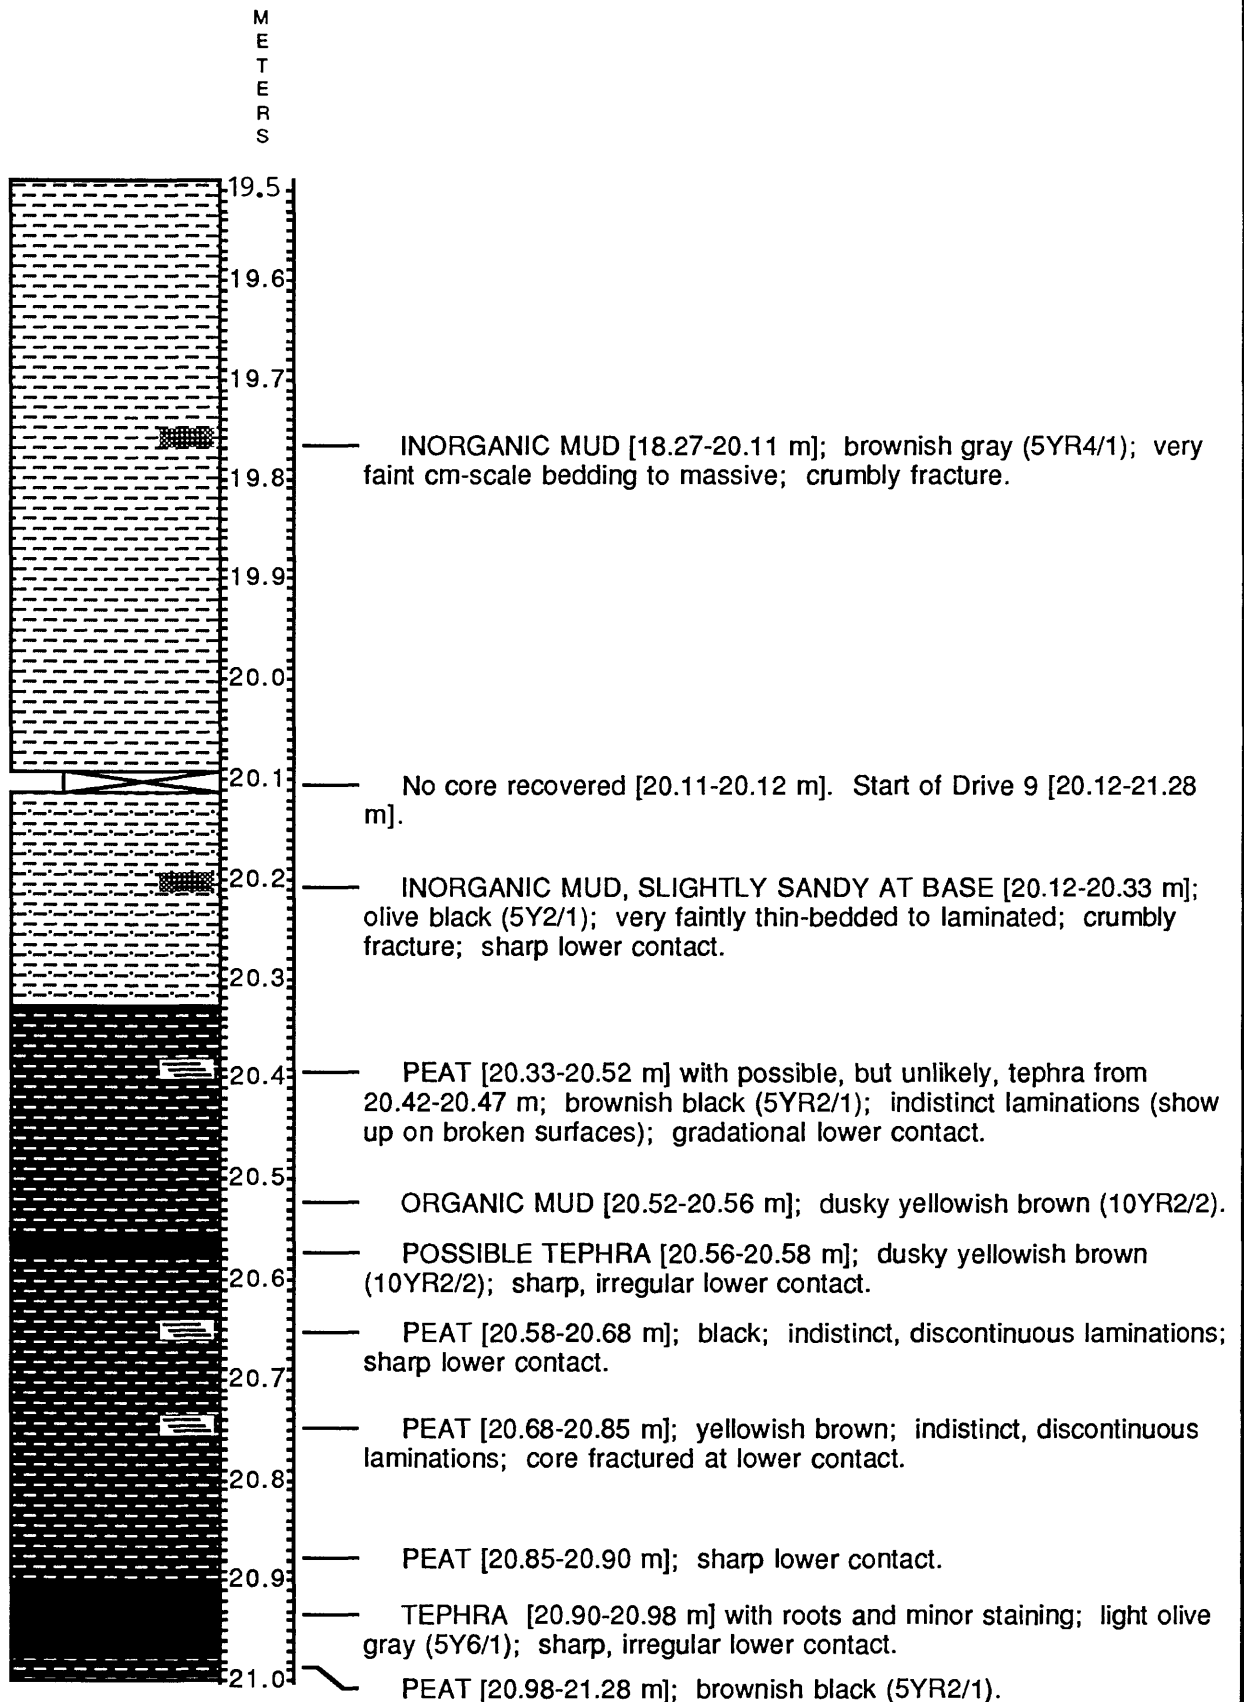 METERS
19.5
19.6
19.7
INORGANIC MUD [18.27-20.11 m]; brownish gray (5YR4/1); very
faint cm-scale bedding to massive; crumbly fracture.
19.8
19.9
20.0
20.1
No core recovered [20.11-20.12 m]. Start of Drive 9 [20.12-21.28
m].
20.2
INORGANIC MUD, SLIGHTLY SANDY AT BASE [20.12-20.33 m];
olive black (5Y2/1); very faintly thin-bedded to laminated; crumbly
fracture; sharp lower contact.
20.3
20.4
PEAT [20.33-20.52 m] with possible, but unlikely, tephra from
20.42-20.47 m; brownish black (5YR2/1); indistinct laminations (show
up on broken surfaces); gradational lower contact.
20.5
ORGANIC MUD [20.52-20.56 m]; dusky yellowish brown (10YR2/2).
POSSIBLE TEPHRA [20.56-20.58 m]; dusky yellowish brown
(10YR2/2); sharp, irregular lower contact.
20.6
PEAT [20.58-20.68 m]; black; indistinct, discontinuous laminations;
sharp lower contact.
20.7
PEAT [20.68-20.85 m]; yellowish brown; indistinct, discontinuous
laminations; core fractured at lower contact.
20.8
PEAT [20.85-20.90 m]; sharp lower contact.
20.9
TEPHRA [20.90-20.98 m] with roots and minor staining; light olive
gray (5Y6/1); sharp, irregular lower contact.
21.0
PEAT [20.98-21.28 m]; brownish black (5YR2/1).